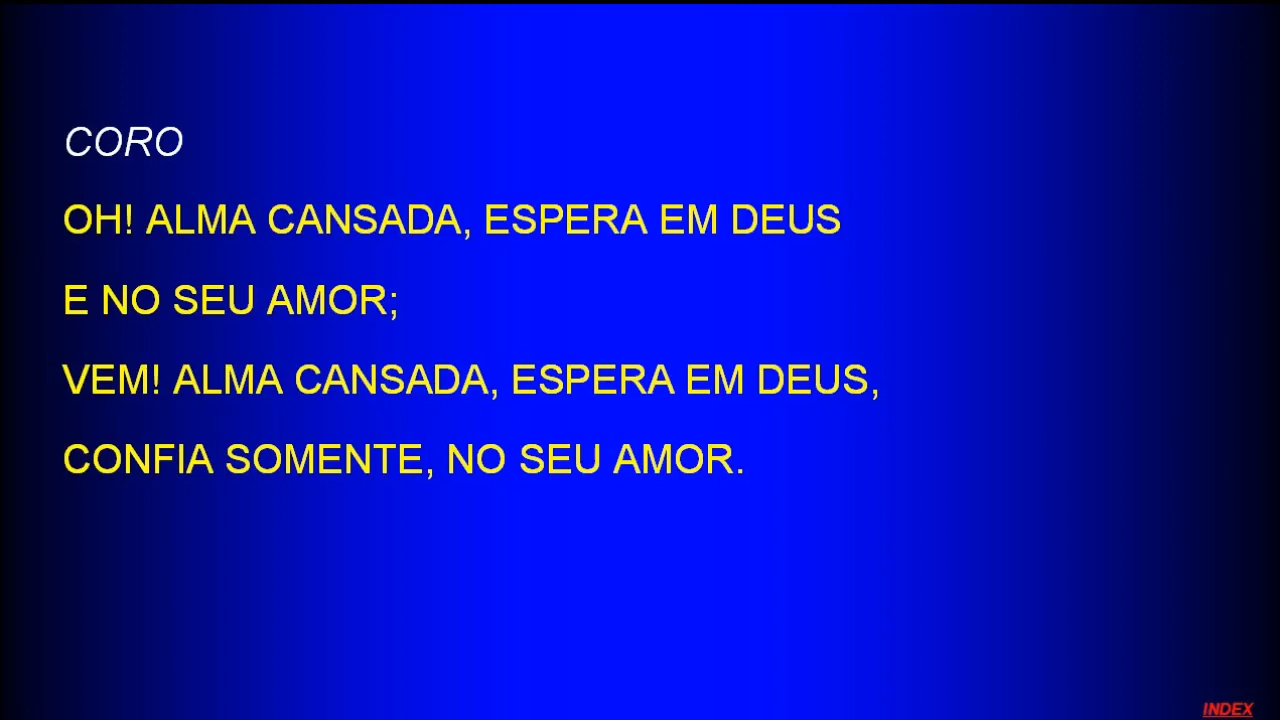 CORO
OH! ALMA CANSADA, ESPERA EM DEUS
E NO SEU AMOR;
VEM! ALMA CANSADA, ESPERA EM DEUS,
CONFIA SOMENTE, NO SEU AMOR.
INDEX